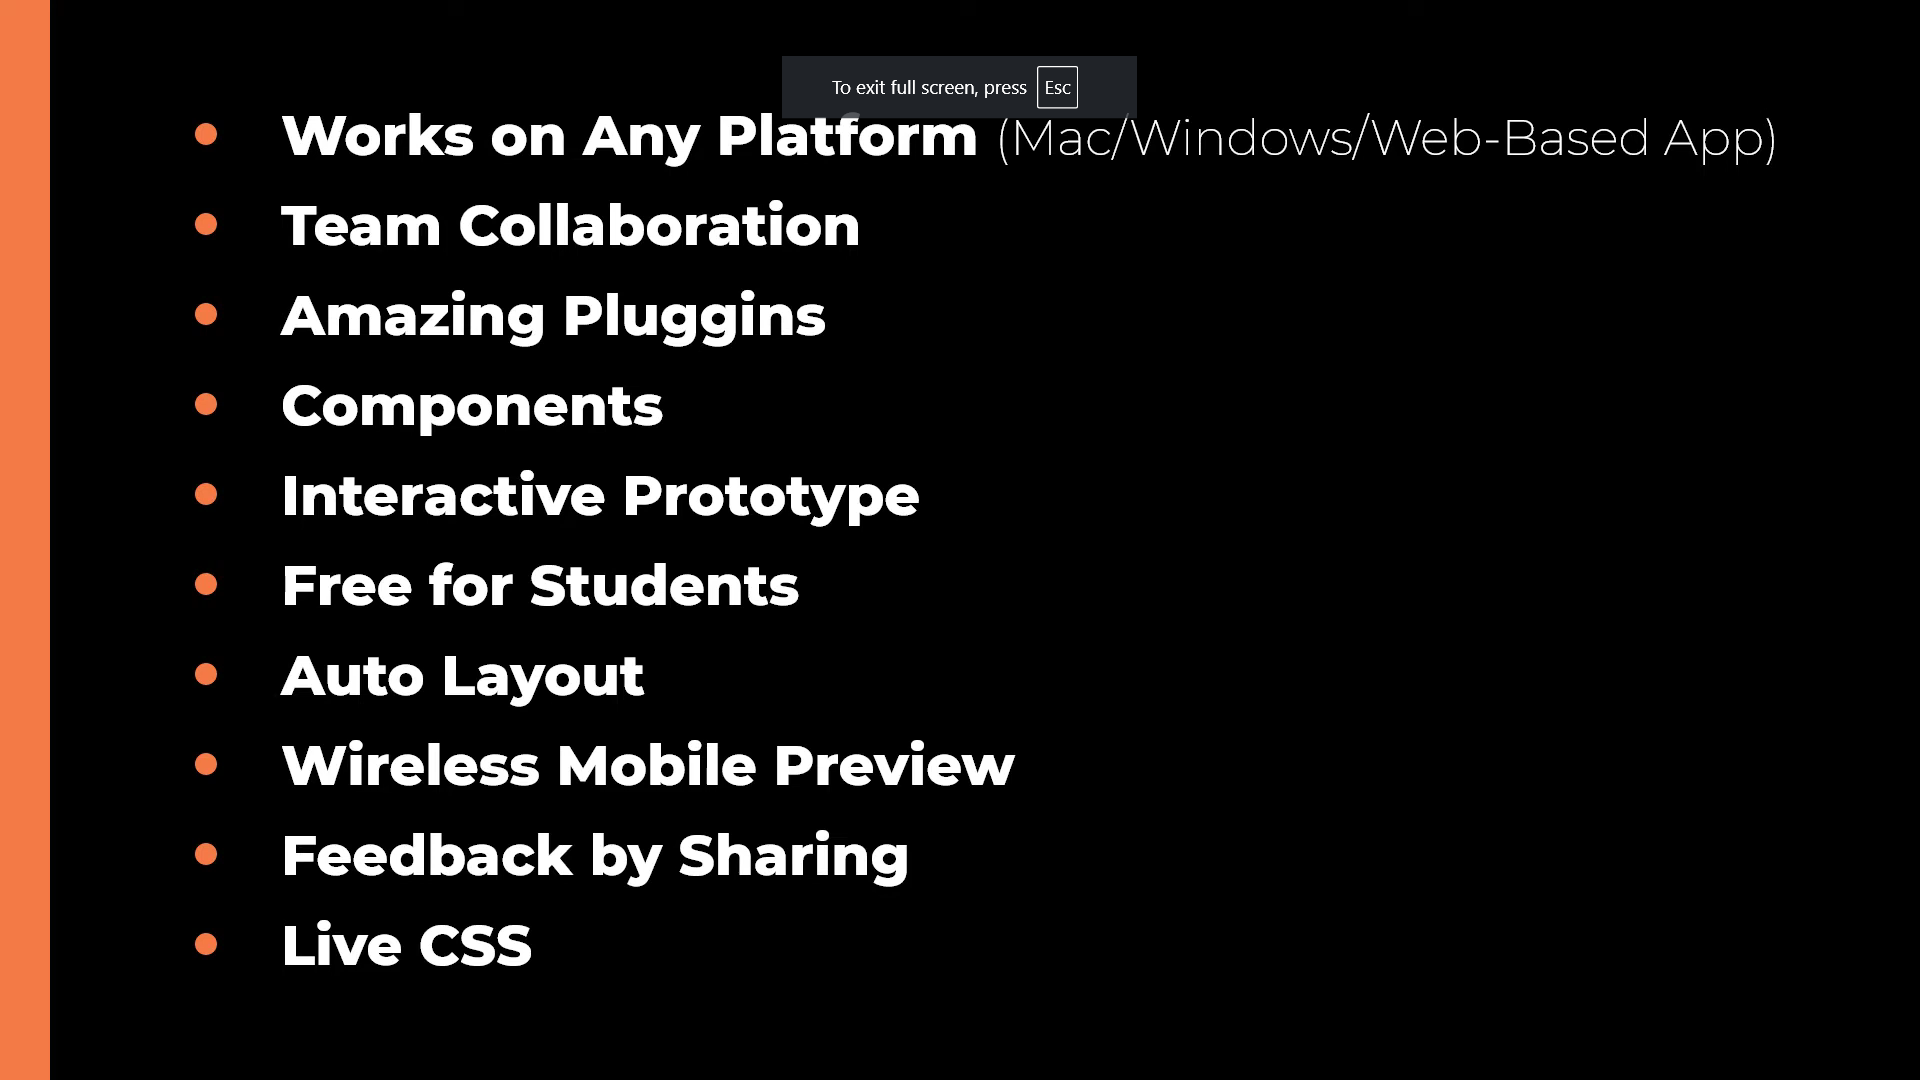 To exit full screen, press Esc
Works on Any Platform (Mac/Windows/Web-Based App)
Team Collaboration
Amazing Pluggins
Components
Interactive Prototype
Free for Students
Auto Layout
Wireless Mobile Preview
Feedback by Sharing
Live CSS